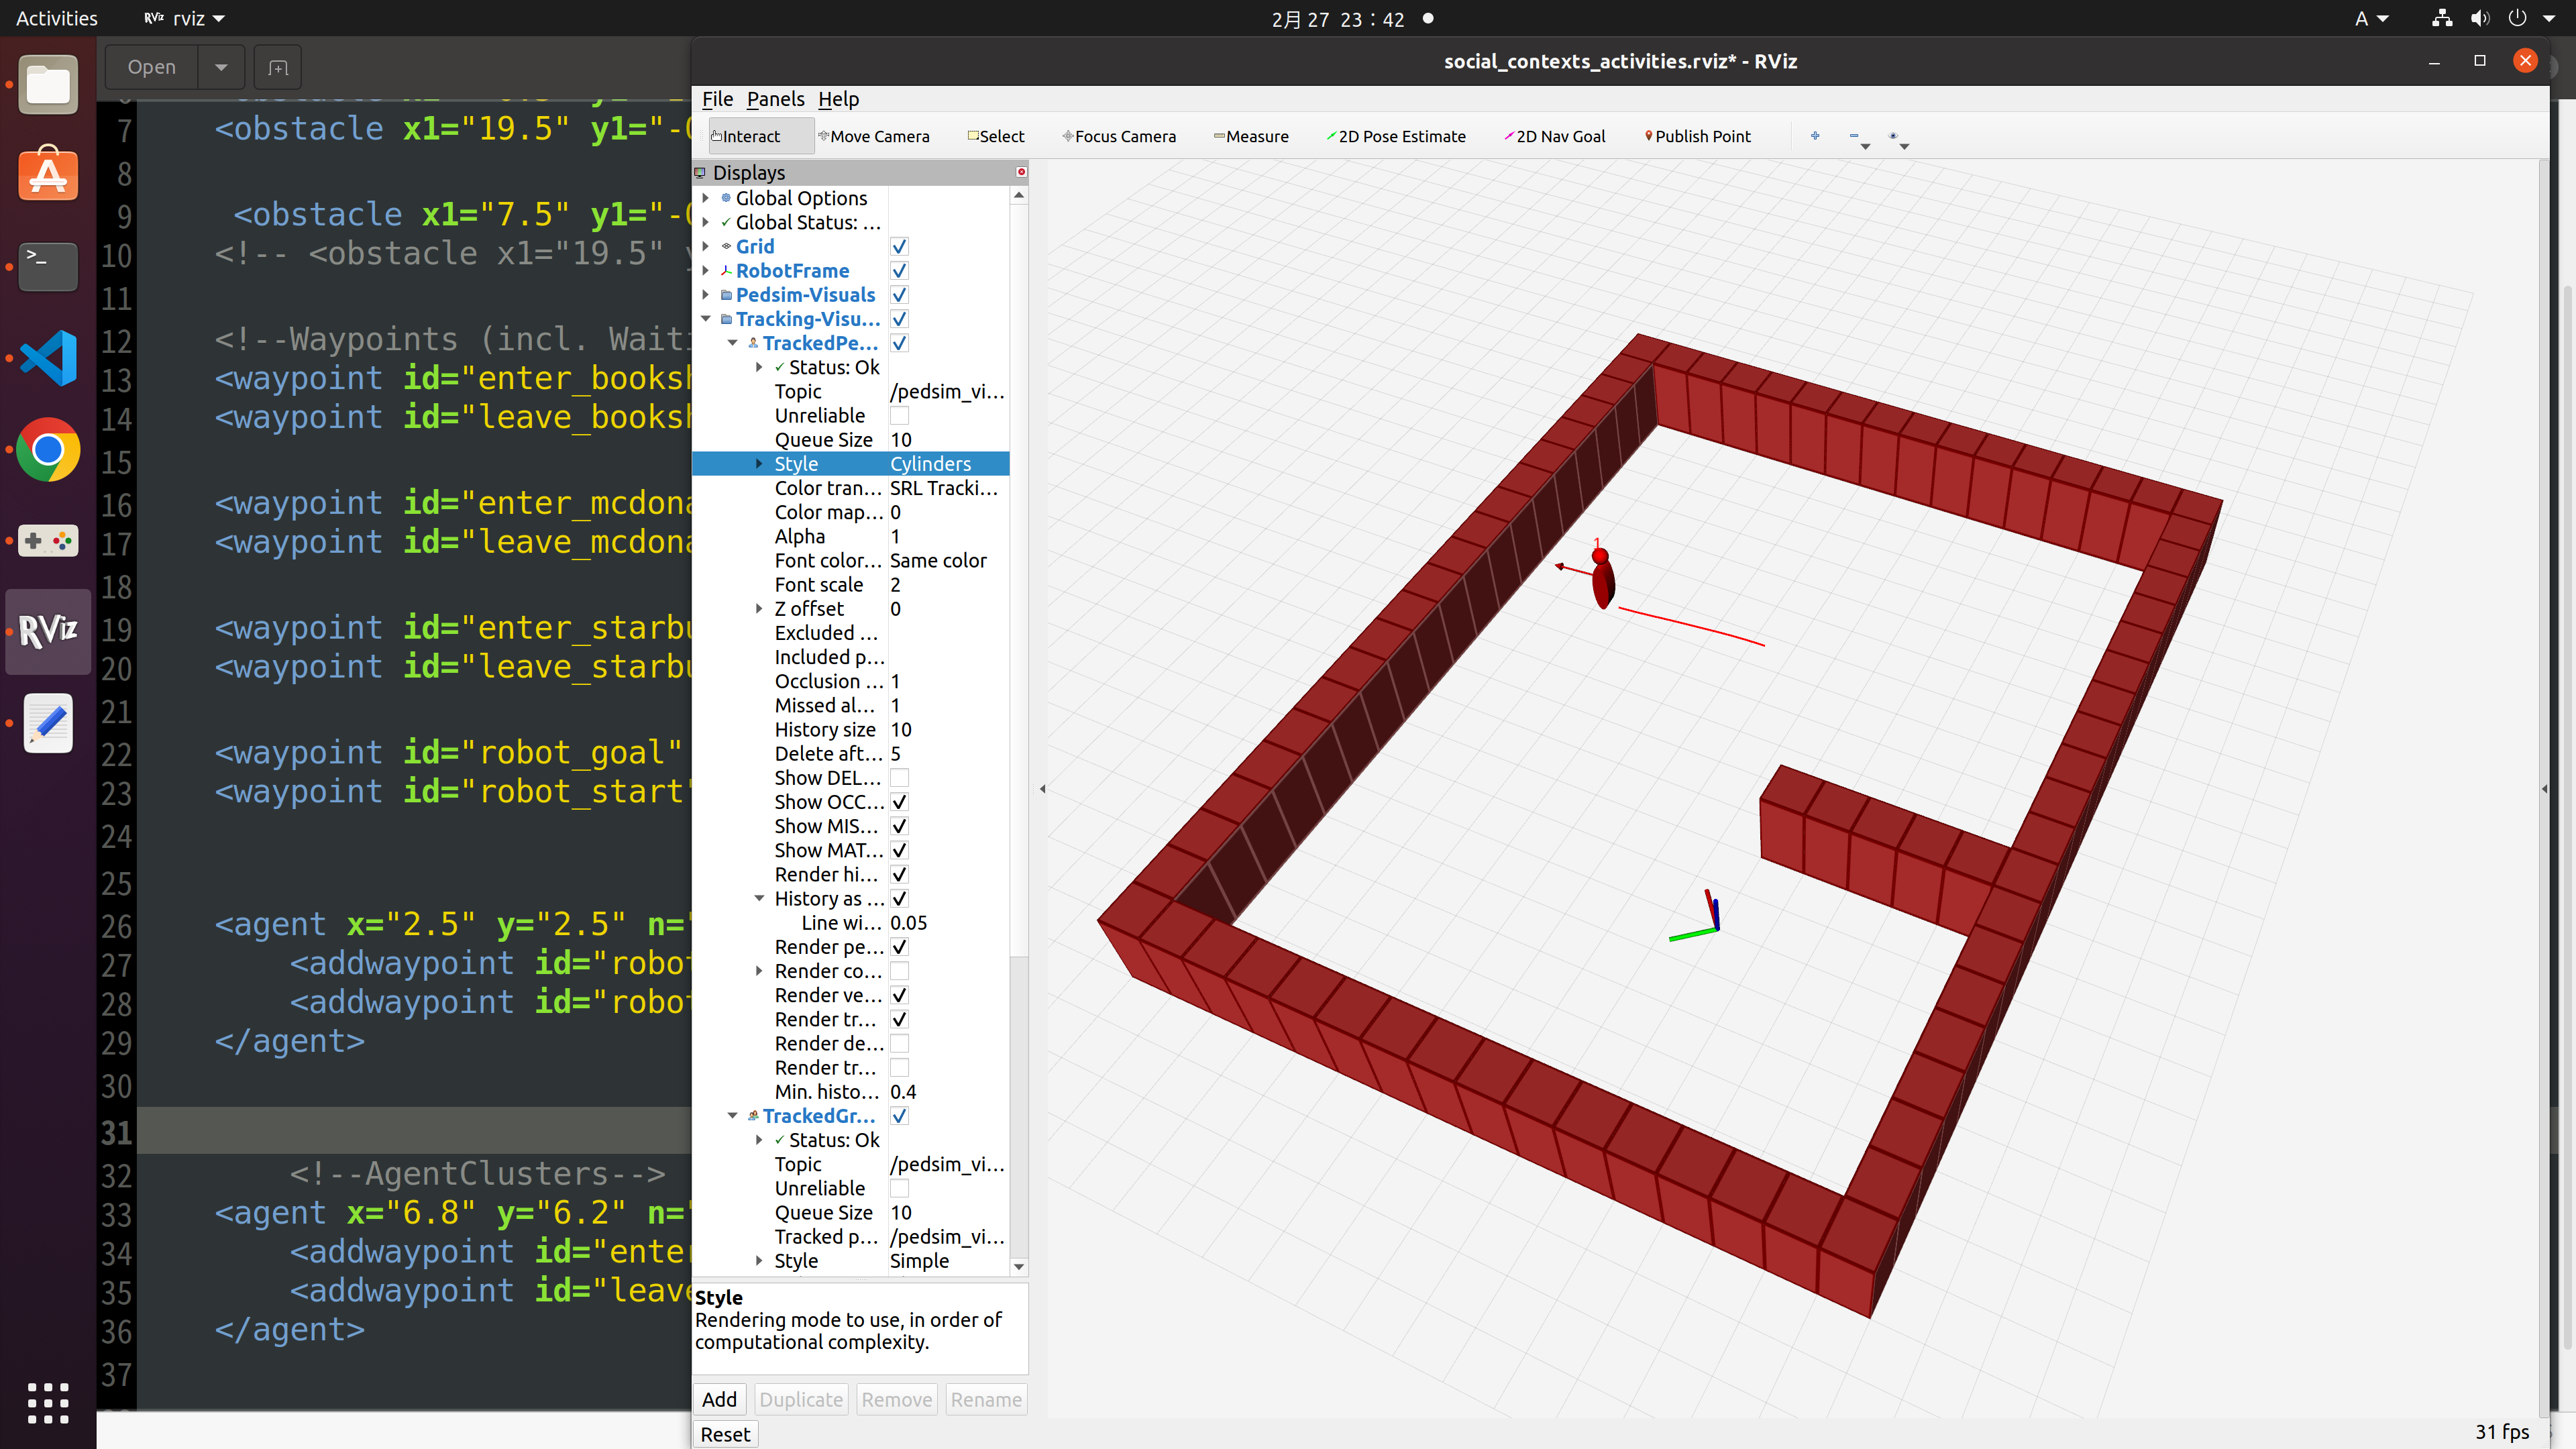 Activities
RViz rviz
2月 27 23：42
A
Open
social_contexts_activities.rviz* - RViz
File Panels Help
Interact Move Camera Select Focus Camera Measure 2D Pose Estimate 2D Nav Goal Publish Point
7 <obstacle x1="19.5" y1="-0
8
9 <obstacle x1="7.5" y1="-0
10 <!-- <obstacle x1="19.5" y
11
12 <!--Waypoints (incl. Waiti
13 <waypoint id="enter_booksh
14 <waypoint id="leave_booksh
15
16 <waypoint id="enter_mcdona
17 <waypoint id="leave_mcdona
18
19 <waypoint id="enter_starbu
20 <waypoint id="leave_starbu
21
22 <waypoint id="robot_goal"
23 <waypoint id="robot_start"
24
25
26 <agent x="2.5" y="2.5" n="
27 <addwaypoint id="robot
28 <addwaypoint id="robot
29 </agent>
30
31
32 <!--AgentClusters-->
33 <agent x="6.8" y="6.2" n="
34 <addwaypoint id="enter
35 <addwaypoint id="leave
36 </agent>
37
RViz
Displays
Global Options
Global Status: ...
Grid
RobotFrame
Pedsim-Visuals
Tracking-Visu...
TrackedPe...
Status: Ok
Topic /pedsim_vi...
Unreliable
Queue Size 10
Style Cylinders
Color tran... SRL Tracki...
Color map... 0
Alpha 1
Font color... Same color
Font scale 2
Z offset 0
Excluded ...
Included p...
Occlusion ... 1
Missed al... 1
History size 10
Delete aft... 5
Show DEL...
Show OCC...
Show MIS...
Show MAT...
Render hi...
History as ...
Line wi... 0.05
Render pe...
Render co...
Render ve...
Render tr...
Render de...
Render tr...
Min. histo... 0.4
TrackedGr...
Status: Ok
Topic /pedsim_vi...
Unreliable
Queue Size 10
Tracked p... /pedsim_vi...
Style Simple
Style
Rendering mode to use, in order of
computational complexity.
Add Duplicate Remove Rename
Reset
1
31 fps